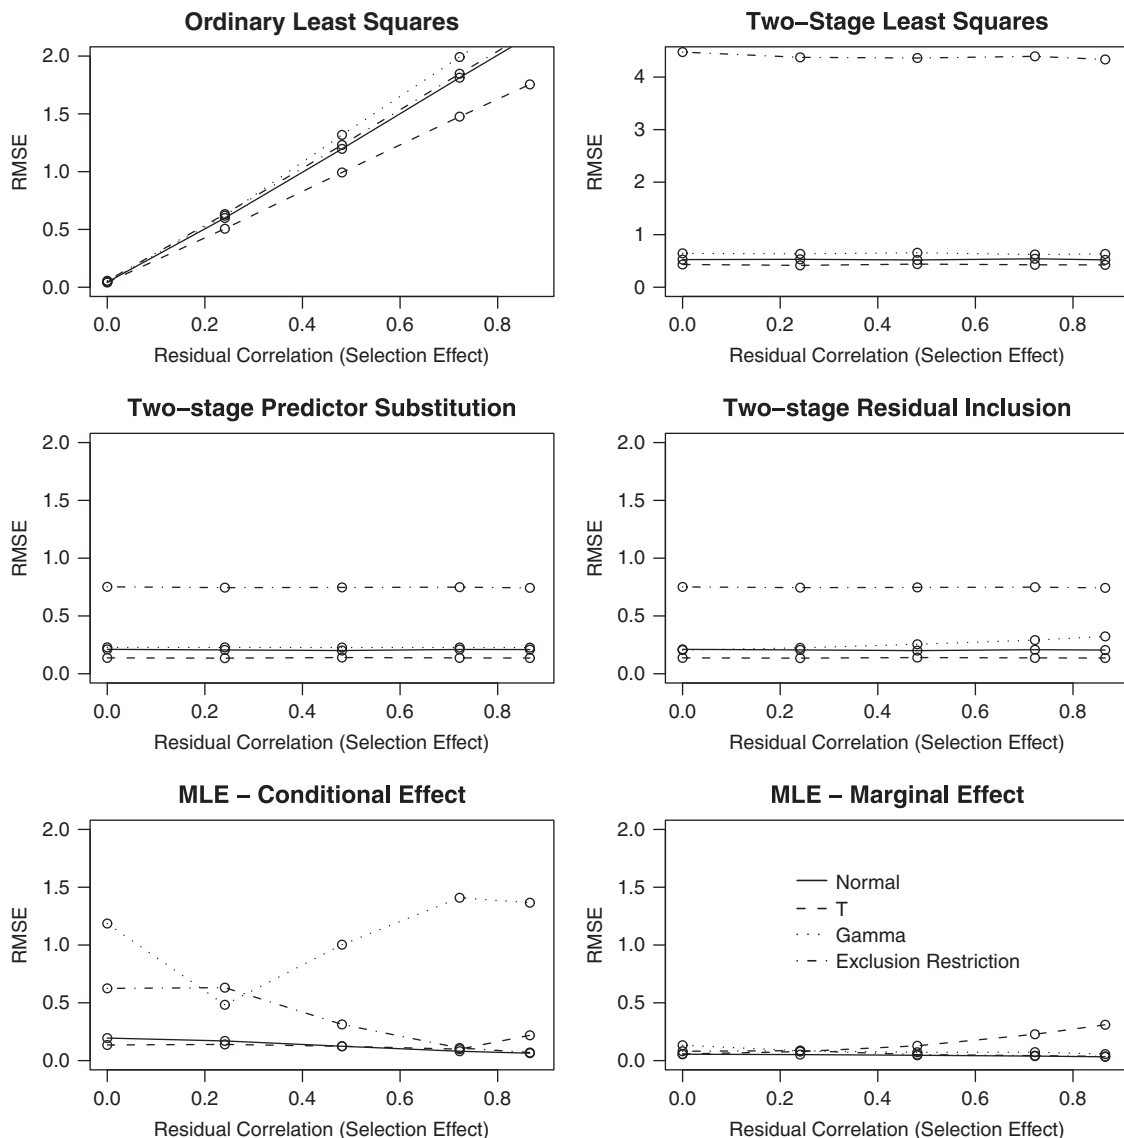 Ordinary Least Squares
2.0
1.5
1.0
0.5
0.0
RMSE
0.0 0.2 0.4 0.6 0.8
Residual Correlation (Selection Effect)
Two−Stage Least Squares
4
3
2
1
0
RMSE
0.0 0.2 0.4 0.6 0.8
Residual Correlation (Selection Effect)
Two−stage Predictor Substitution
2.0
1.5
1.0
0.5
0.0
RMSE
0.0 0.2 0.4 0.6 0.8
Residual Correlation (Selection Effect)
Two−stage Residual Inclusion
2.0
1.5
1.0
0.5
0.0
RMSE
0.0 0.2 0.4 0.6 0.8
Residual Correlation (Selection Effect)
MLE − Conditional Effect
2.0
1.5
1.0
0.5
0.0
RMSE
0.0 0.2 0.4 0.6 0.8
Residual Correlation (Selection Effect)
MLE − Marginal Effect
2.0
1.5
1.0
0.5
0.0
RMSE
Normal
T
Gamma
Exclusion Restriction
0.0 0.2 0.4 0.6 0.8
Residual Correlation (Selection Effect)